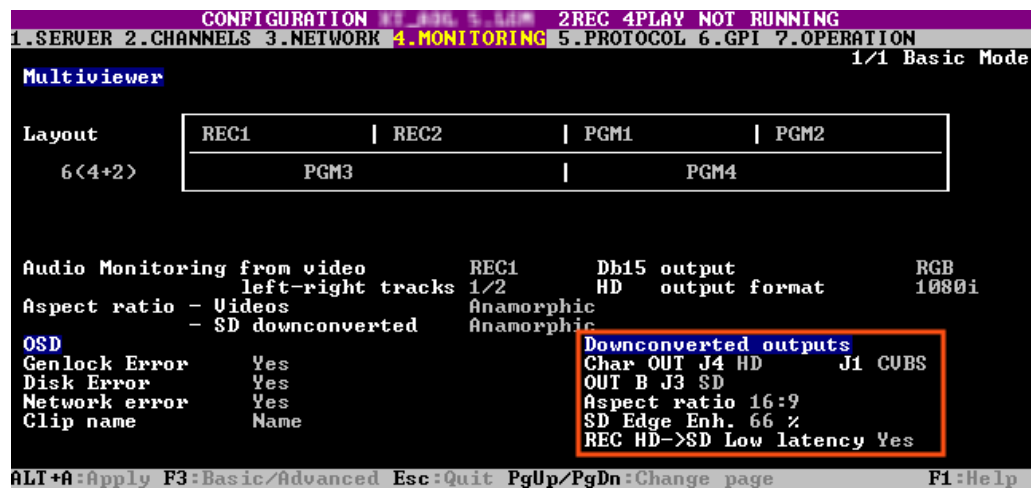 CONFIGURATION 2REC 4PLAY NOT RUNNING
1.SERVER 2.CHANNELS 3.NETWORK 4.MONITORING 5.PROTOCOL 6.GPI 7.OPERATION
1/1 Basic Mode
Multiviewer
Layout REC1 | REC2 | PGM1 | PGM2
6(4+2) PGM3 | PGM4
Audio Monitoring from video REC1 Db15 output RGB
left-right tracks 1/2 HD output format 1080i
Aspect ratio - Videos Anamorphic
- SD downconverted Anamorphic
OSD Downconverted outputs
Genlock Error Yes Char OUT J4 HD J1 CVBS
Disk Error Yes OUT B J3 SD
Network error Yes Aspect ratio 16:9
Clip name Name SD Edge Enh. 66 %
REC HD->SD Low latency Yes
ALT+A:Apply F3:Basic/Advanced Esc:Quit PgUp/PgDn:Change page F1:Help